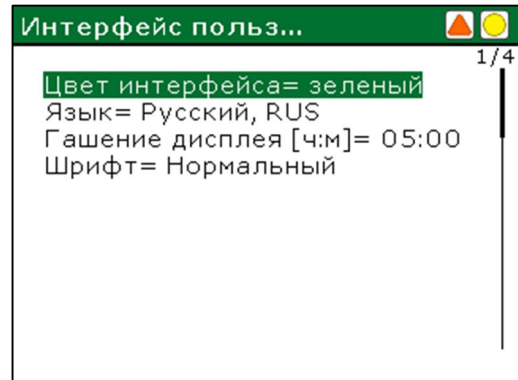 Интерфейс польз...
1/4
Цвет интерфейса= зеленый
Язык= Русский, RUS
Гашение дисплея [ч:м]= 05:00
Шрифт= Нормальный